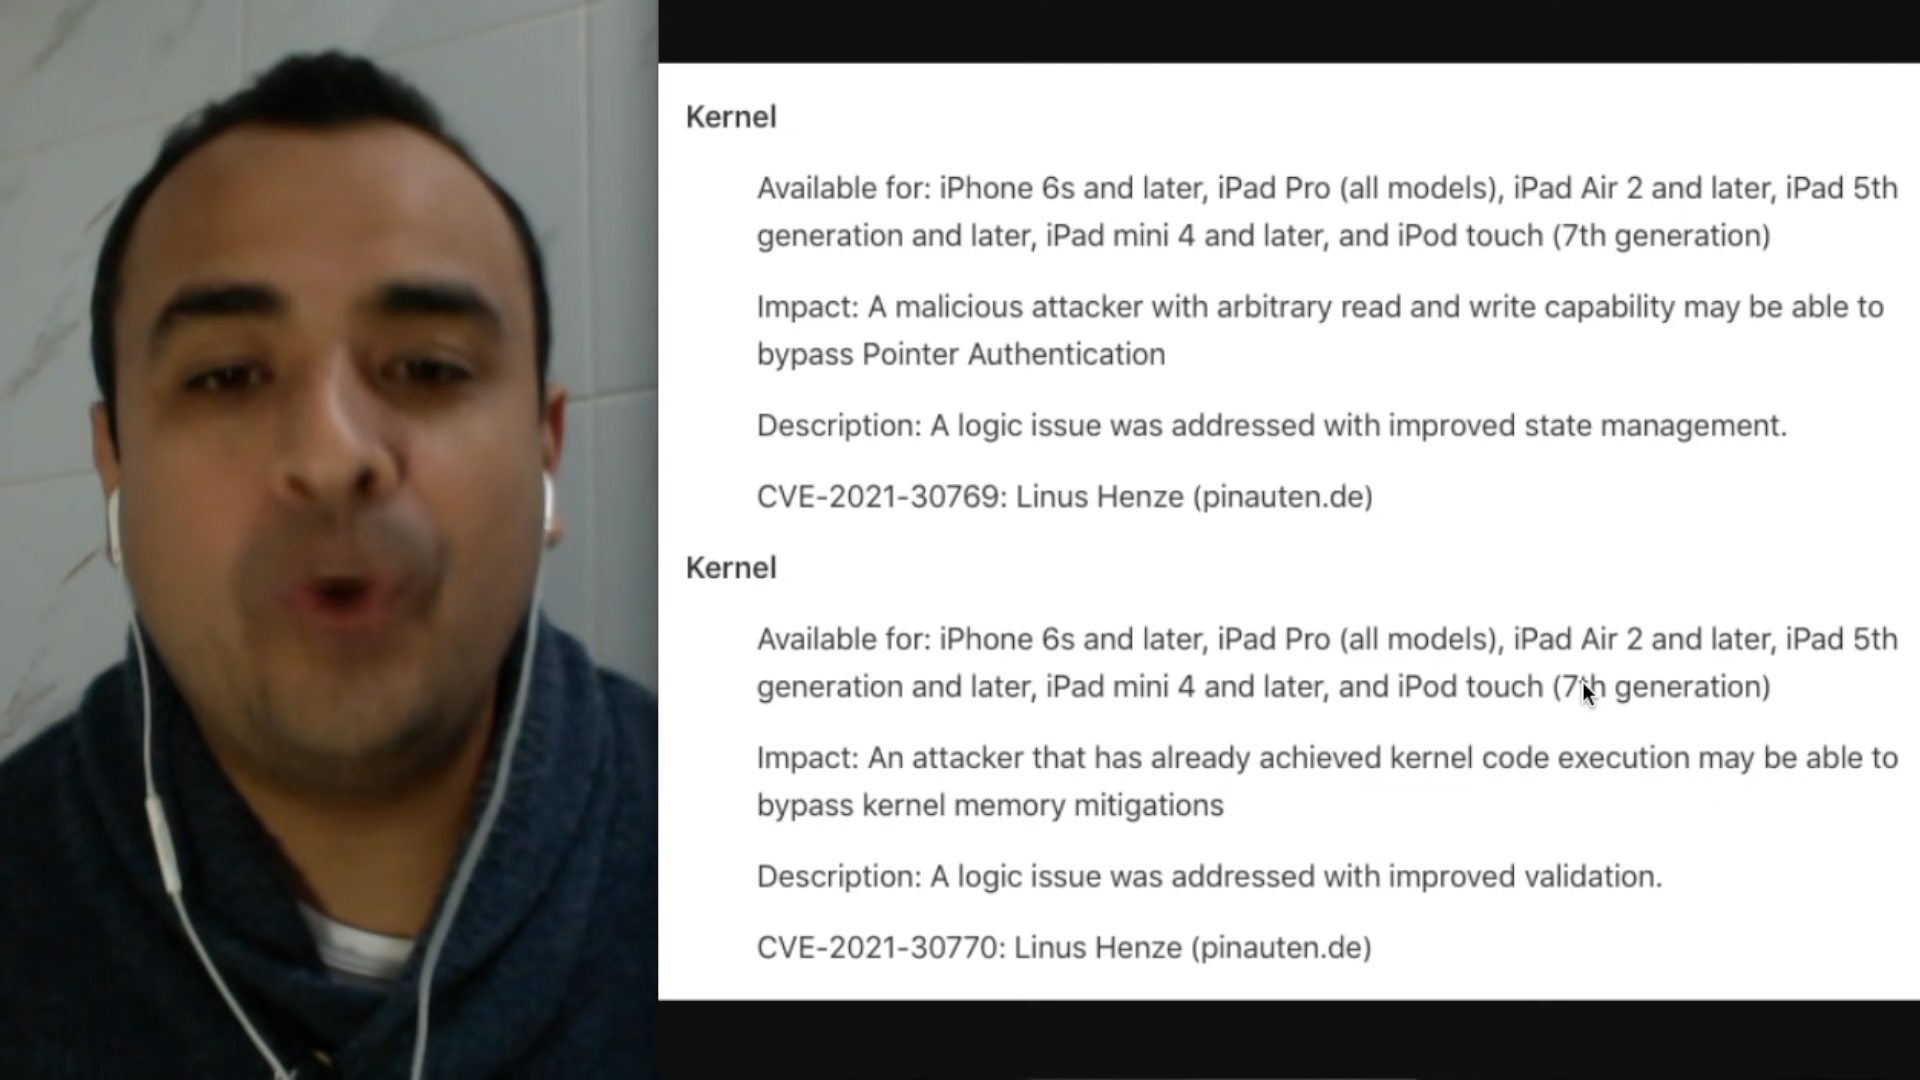 Kernel
Available for: iPhone 6s and later, iPad Pro (all models), iPad Air 2 and later, iPad 5th
generation and later, iPad mini 4 and later, and iPod touch (7th generation)
Impact: A malicious attacker with arbitrary read and write capability may be able to
bypass Pointer Authentication
Description: A logic issue was addressed with improved state management.
CVE-2021-30769: Linus Henze (pinauten.de)
Kernel
Available for: iPhone 6s and later, iPad Pro (all models), iPad Air 2 and later, iPad 5th
generation and later, iPad mini 4 and later, and iPod touch (7th generation)
Impact: An attacker that has already achieved kernel code execution may be able to
bypass kernel memory mitigations
Description: A logic issue was addressed with improved validation.
CVE-2021-30770: Linus Henze (pinauten.de)